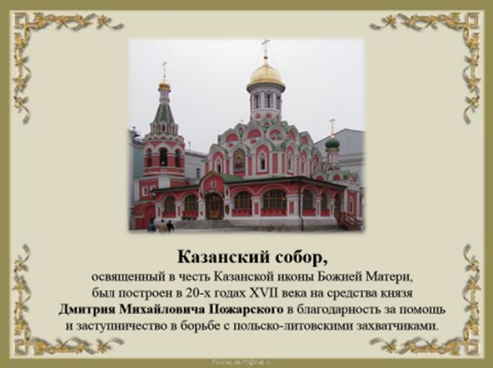 Казанский собор,
освященный в честь Казанской иконы Божией Матери,
был построен в 20-х годах XVII века на средства князя
Дмитрия Михайловича Пожарского в благодарность за помощь
и заступничество в борьбе с польско-литовскими захватчиками.